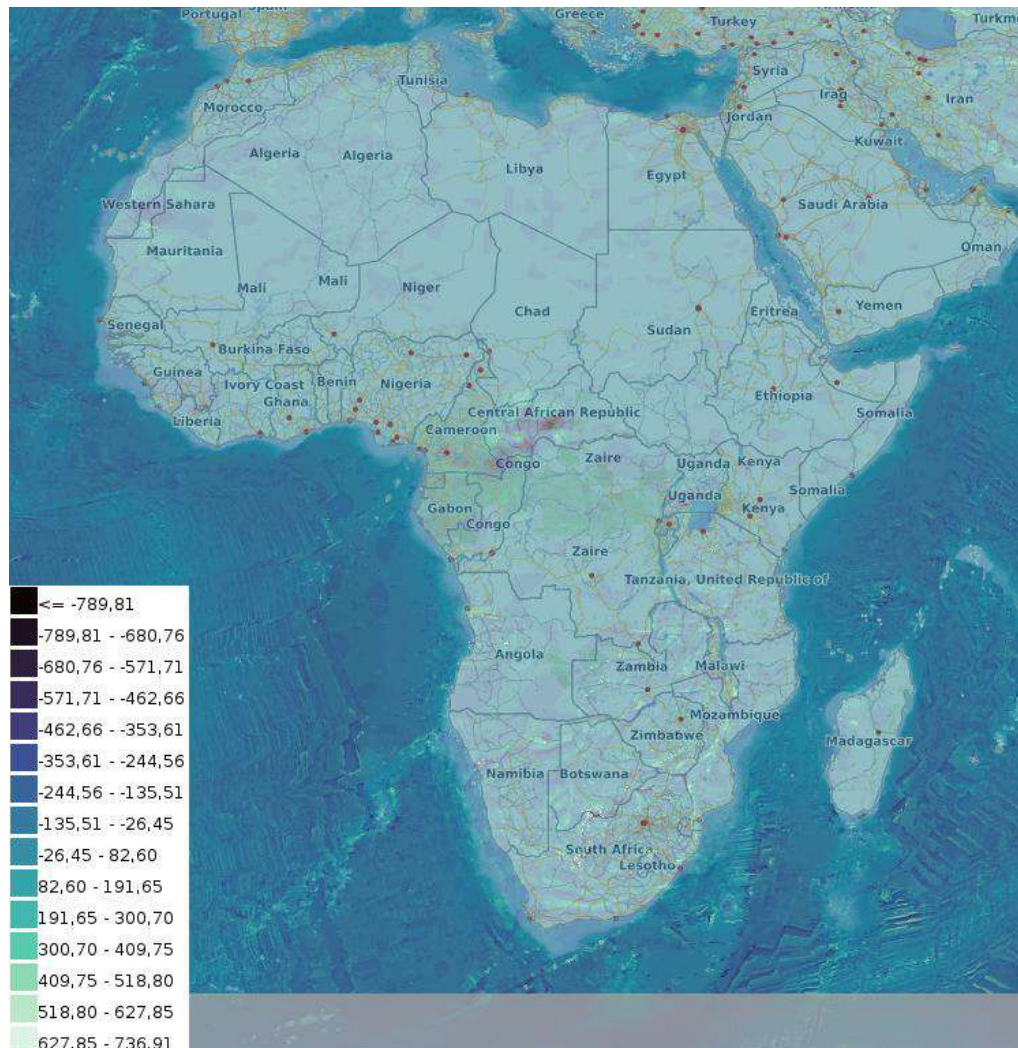 Portugal
Greece
Turkey
Turkm
Tunisia
Syria
Iraq
Iran
Morocco
Jordan
Kuwait
Algeria
Algeria
Libya
Egypt
Western Sahara
Saudi Arabia
Mauritania
Oman
Mali
Mali
Niger
Chad
Sudan
Eritrea
Yemen
Senegal
Burkina Faso
Guinea
Ivory Coast
Benin
Nigeria
Ghana
Ethiopia
Liberia
Central African Republic
Somalia
Cameroon
Congo
Zaire
Uganda
Kenya
Somalia
Uganda
Gabon
Kenya
Congo
Zaire
Tanzania, United Republic of
Angola
Zambia
Malawi
Mozambique
Zimbabwe
Madagascar
Namibia
Botswana
South Africa
Lesotho
<= -789,81
-789,81 - -680,76
-680,76 - -571,71
-571,71 - -462,66
-462,66 - -353,61
-353,61 - -244,56
-244,56 - -135,51
-135,51 - -26,45
-26,45 - 82,60
82,60 - 191,65
191,65 - 300,70
300,70 - 409,75
409,75 - 518,80
518,80 - 627,85
627,85 - 736,91